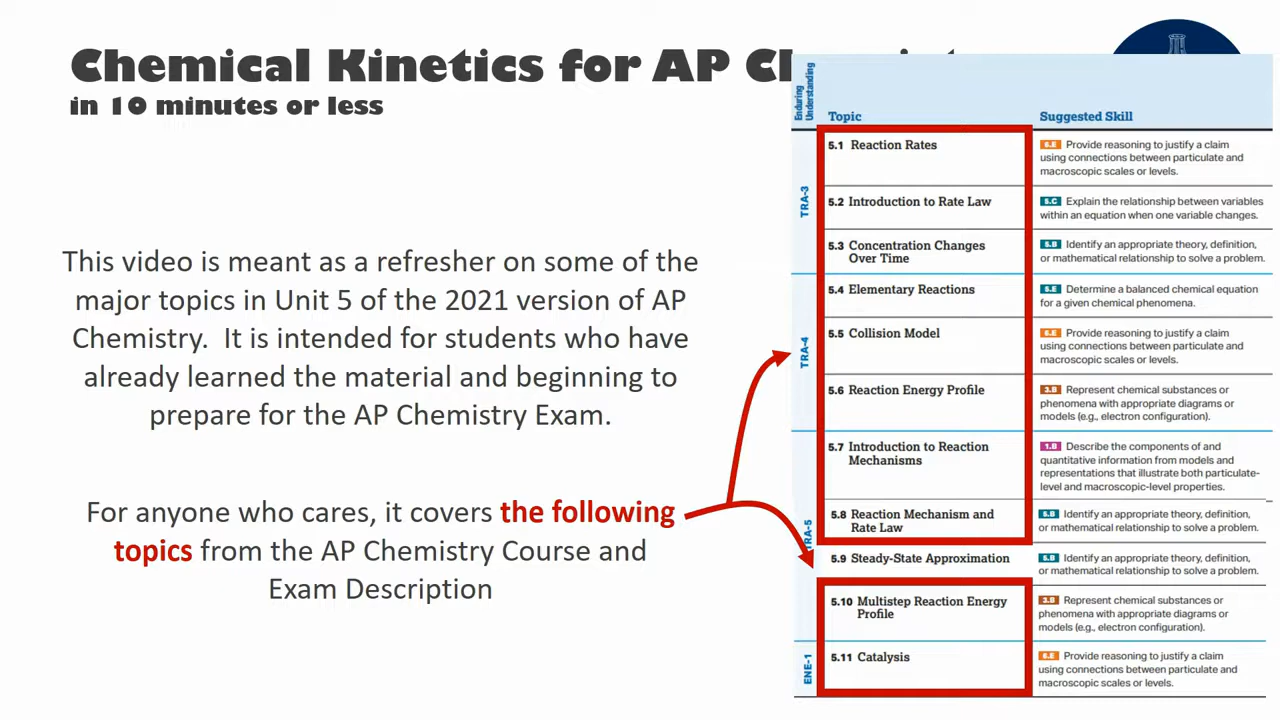 Chemical Kinetics for AP
in 10 minutes or less
This video is meant as a refresher on some of the
major topics in Unit 5 of the 2021 version of AP
Chemistry.  It is intended for students who have
already learned the material and beginning to
prepare for the AP Chemistry Exam.
For anyone who cares, it covers the following
topics from the AP Chemistry Course and
Exam Description
Enduring
Understanding
Topic
Suggested Skill
TRA-3
5.1 Reaction Rates
6.E Provide reasoning to justify a claim
using connections between particulate and
macroscopic scales or levels.
5.2 Introduction to Rate Law
5.C Explain the relationship between variables
within an equation when one variable changes.
5.3 Concentration Changes
Over Time
5.B Identify an appropriate theory, definition,
or mathematical relationship to solve a problem.
TRA-4
5.4 Elementary Reactions
5.E Determine a balanced chemical equation
for a given chemical phenomena.
5.5 Collision Model
6.E Provide reasoning to justify a claim
using connections between particulate and
macroscopic scales or levels.
5.6 Reaction Energy Profile
3.B Represent chemical substances or
phenomena with appropriate diagrams or
models (e.g., electron configuration).
TRA-5
5.7 Introduction to Reaction
Mechanisms
1.B Describe the components of and
quantitative information from models and
representations that illustrate both particulate-
level and macroscopic-level properties.
5.8 Reaction Mechanism and
Rate Law
5.B Identify an appropriate theory, definition,
or mathematical relationship to solve a problem.
5.9 Steady-State Approximation
5.B Identify an appropriate theory, definition,
or mathematical relationship to solve a problem.
5.10 Multistep Reaction Energy
Profile
3.B Represent chemical substances or
phenomena with appropriate diagrams or
models (e.g., electron configuration).
ENE-1
5.11 Catalysis
6.E Provide reasoning to justify a claim
using connections between particulate and
macroscopic scales or levels.